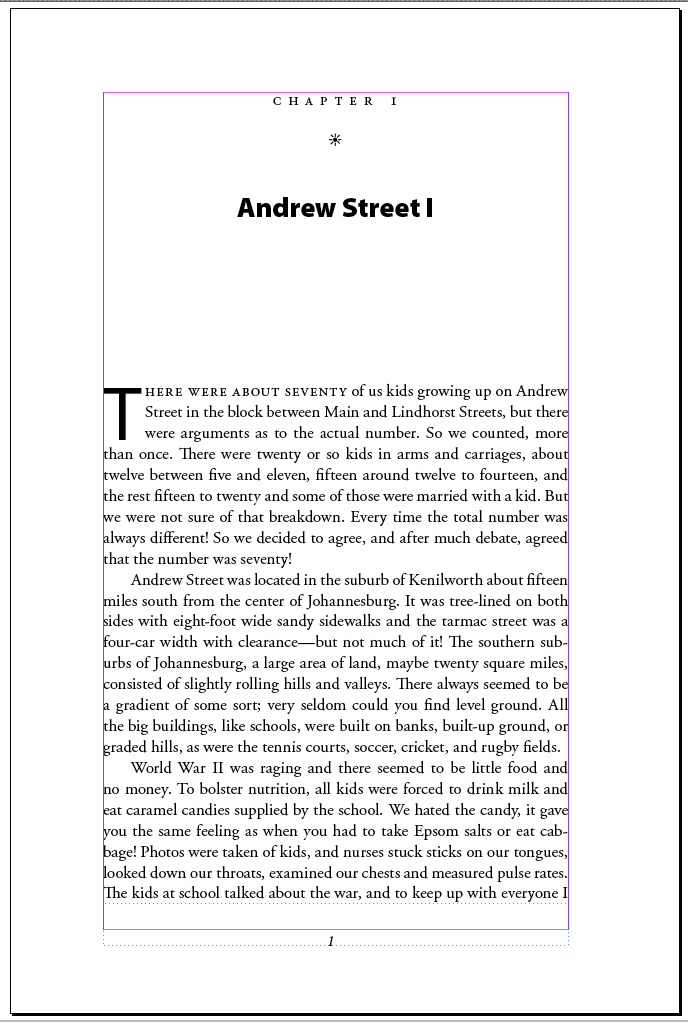 CHAPTER I
Andrew Street I
THERE WERE ABOUT SEVENTY of us kids growing up on Andrew
Street in the block between Main and Lindhorst Streets, but there
were arguments as to the actual number. So we counted, more
than once. There were twenty or so kids in arms and carriages, about
twelve between five and eleven, fifteen around twelve to fourteen, and
the rest fifteen to twenty and some of those were married with a kid. But
we were not sure of that breakdown. Every time the total number was
always different! So we decided to agree, and after much debate, agreed
that the number was seventy!
Andrew Street was located in the suburb of Kenilworth about fifteen
miles south from the center of Johannesburg. It was tree-lined on both
sides with eight-foot wide sandy sidewalks and the tarmac street was a
four-car width with clearance—but not much of it! The southern sub-
urbs of Johannesburg, a large area of land, maybe twenty square miles,
consisted of slightly rolling hills and valleys. There always seemed to be
a gradient of some sort; very seldom could you find level ground. All
the big buildings, like schools, were built on banks, built-up ground, or
graded hills, as were the tennis courts, soccer, cricket, and rugby fields.
World War II was raging and there seemed to be little food and
no money. To bolster nutrition, all kids were forced to drink milk and
eat caramel candies supplied by the school. We hated the candy, it gave
you the same feeling as when you had to take Epsom salts or eat cab-
bage! Photos were taken of kids, and nurses stuck sticks on our tongues,
looked down our throats, examined our chests and measured pulse rates.
The kids at school talked about the war, and to keep up with everyone I
1